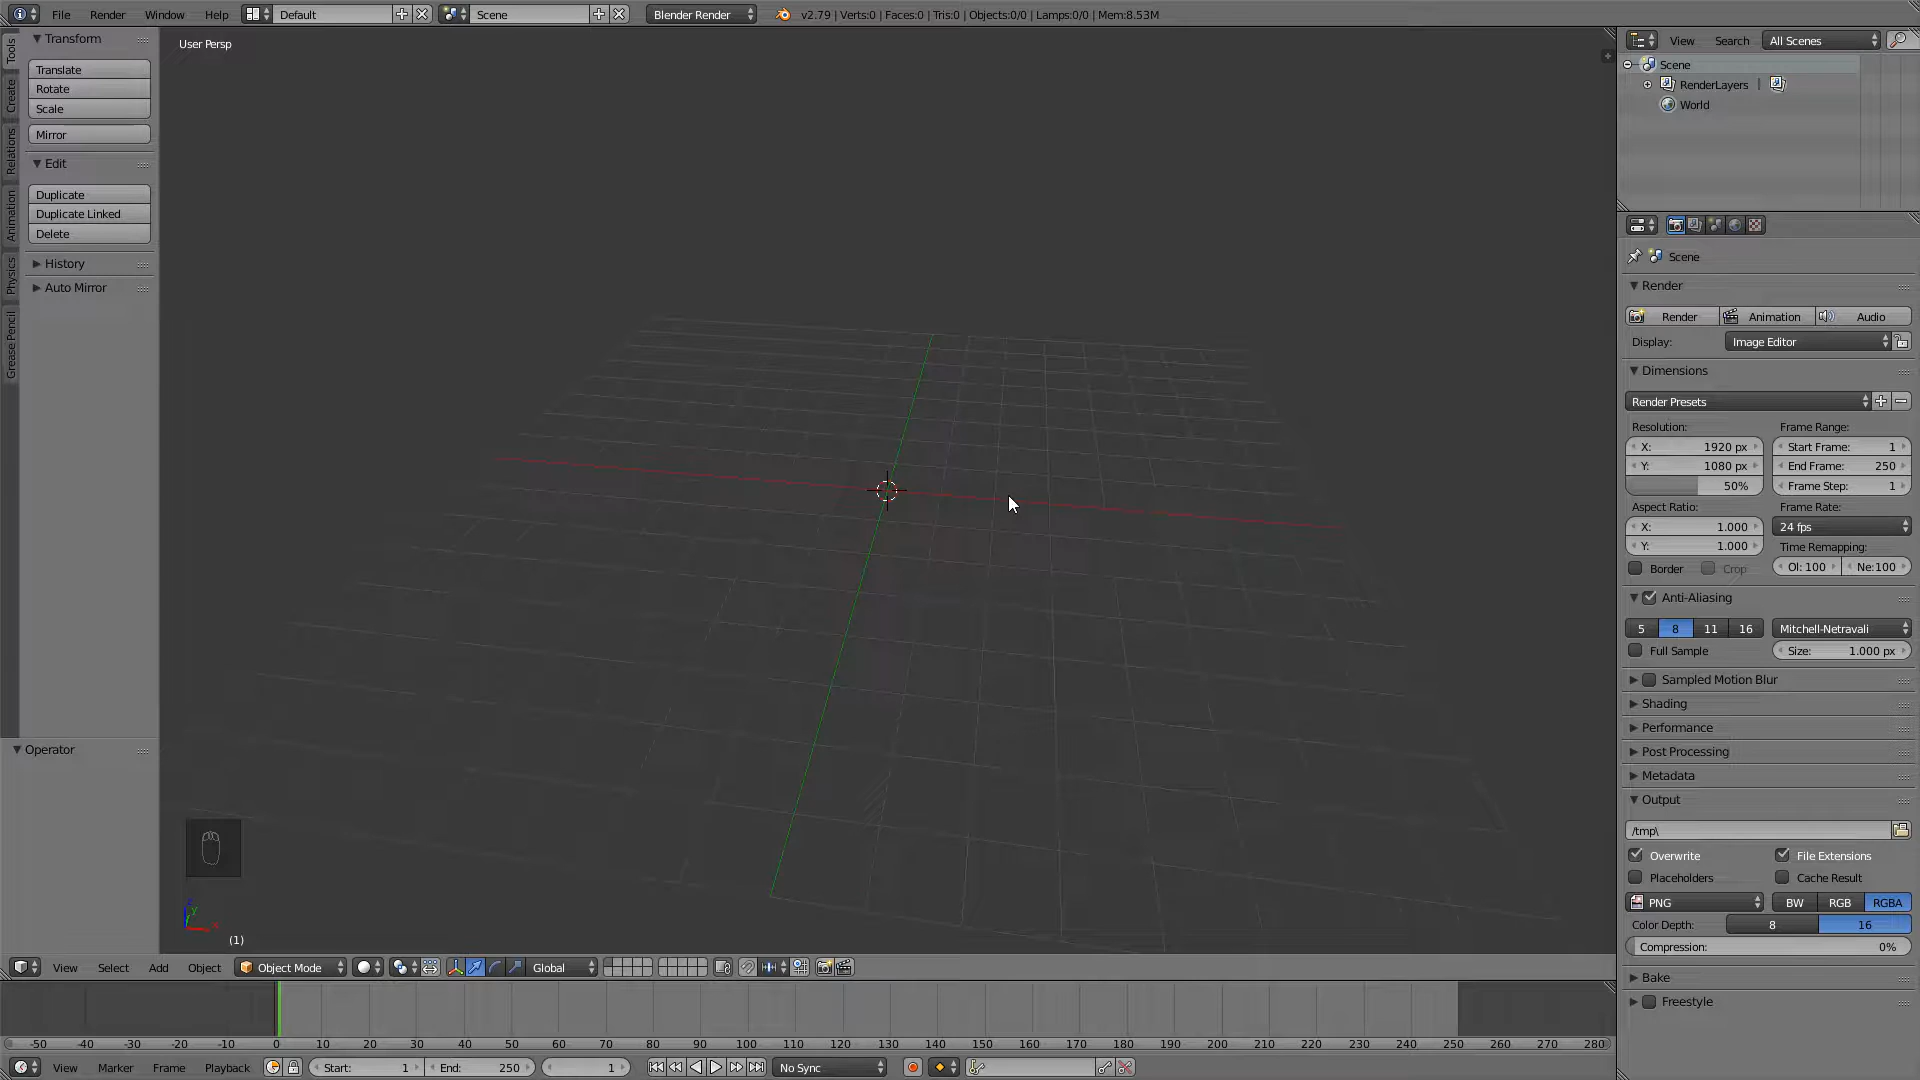 File Render Window Help Default Scene Blender Render v2.79 | Verts:0 | Faces:0 | Tris:0 | Objects:0/0 | Lamps:0/0 | Mem:8.53M
Tools
Create
Relations
Animation
Physics
Grease Pencil
Transform
Translate
Rotate
Scale
Mirror
Edit
Duplicate
Duplicate Linked
Delete
History
Auto Mirror
Operator
User Persp
(1)
View Select Add Object Object Mode Global
-50 -40 -30 -20 -10 0 10 20 30 40 50 60 70 80 90 100 110 120 130 140 150 160 170 180 190 200 210 220 230 240 250 260 270 280
View Marker Frame Playback Start: 1 End: 250 1 No Sync
View Search All Scenes
Scene
RenderLayers |
World
Scene
Render
Render Animation Audio
Display: Image Editor
Dimensions
Render Presets
Resolution: Frame Range:
X: 1920 px Start Frame: 1
Y: 1080 px End Frame: 250
50% Frame Step: 1
Aspect Ratio: Frame Rate:
X: 1.000 24 fps
Y: 1.000 Time Remapping:
Border Crop Ol: 100 Ne:100
Anti-Aliasing
5 8 11 16 Mitchell-Netravali
Full Sample Size: 1.000 px
Sampled Motion Blur
Shading
Performance
Post Processing
Metadata
Output
/tmp\
Overwrite File Extensions
Placeholders Cache Result
PNG BW RGB RGBA
Color Depth: 8 16
Compression: 0%
Bake
Freestyle